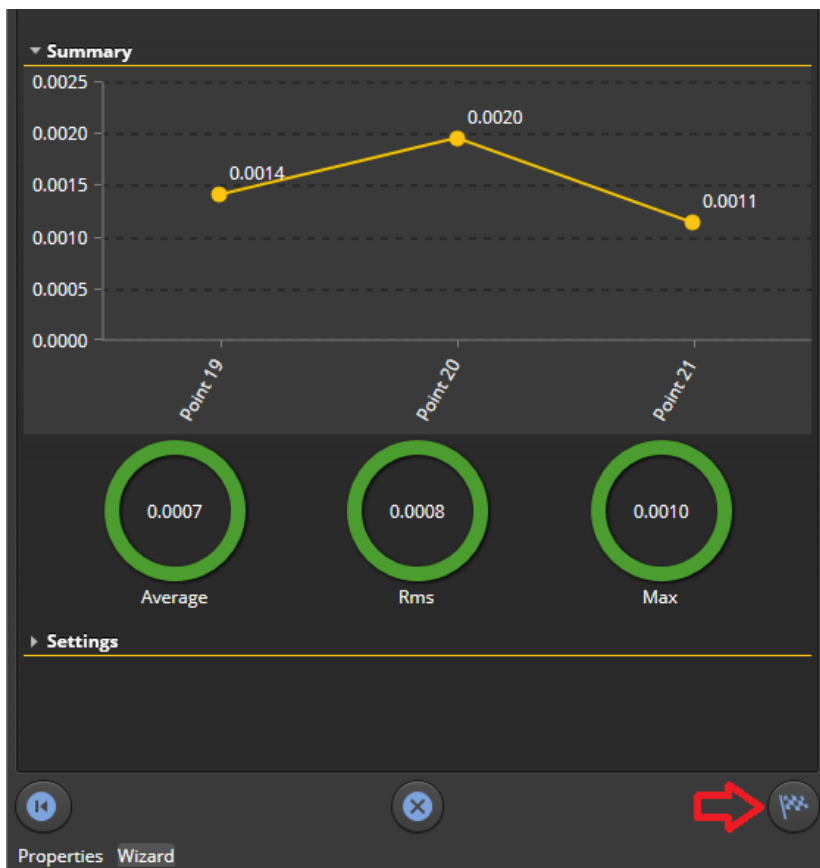 Summary
0.0025
0.0020
0.0020
0.0014
0.0015
0.0011
0.0010
0.0005
0.0000
Point 19 Point 20 Point 21
0.0007 0.0008 0.0010
Average Rms Max
Settings
Properties Wizard